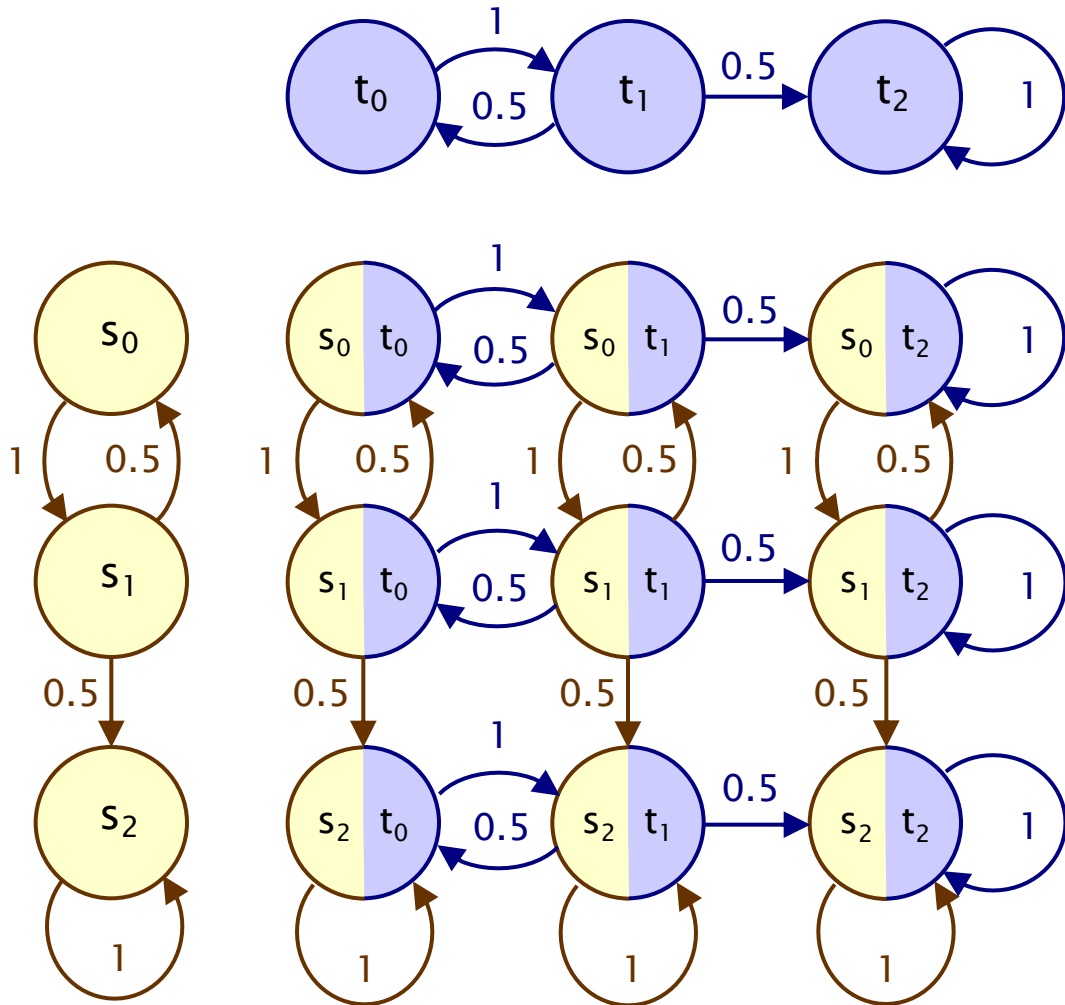 1
t₀ 0.5 t₁ 0.5 t₂ 1
1
s₀ s₀ t₀ 0.5 s₀ t₁ 0.5 s₀ t₂ 1
1 0.5 1 0.5 1 0.5 1 0.5
1
s₁ s₁ t₀ 0.5 s₁ t₁ 0.5 s₁ t₂ 1
0.5 0.5 0.5 0.5
1
s₂ s₂ t₀ 0.5 s₂ t₁ 0.5 s₂ t₂ 1
1 1 1 1